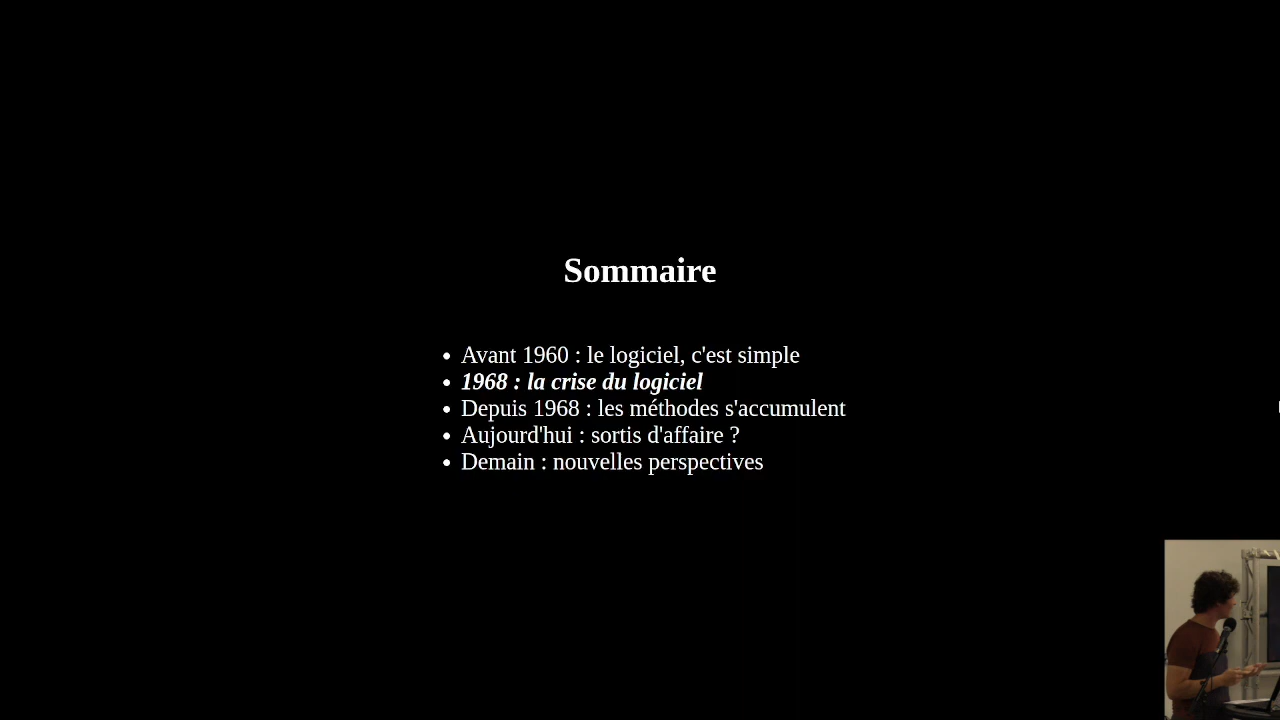 Sommaire
Avant 1960 : le logiciel, c'est simple
1968 : la crise du logiciel
Depuis 1968 : les méthodes s'accumulent
Aujourd'hui : sortis d'affaire ?
Demain : nouvelles perspectives